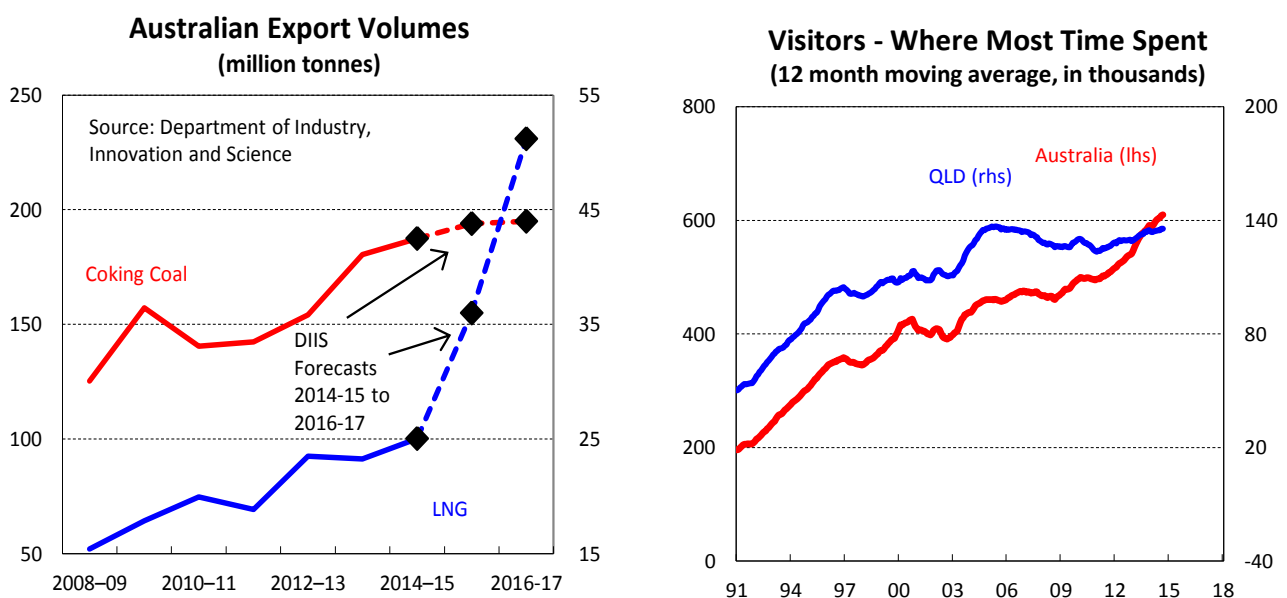 Australian Export Volumes
(million tonnes)
250
200
150
100
50
55
45
35
25
15
Source: Department of Industry,
Innovation and Science
Coking Coal
DIIS
Forecasts
2014-15 to
2016-17
LNG
2008–09
2010–11
2012–13
2014–15
2016-17
Visitors - Where Most Time Spent
(12 month moving average, in thousands)
800
600
400
200
0
200
140
80
20
-40
Australia (lhs)
QLD (rhs)
91
94
97
00
03
06
09
12
15
18